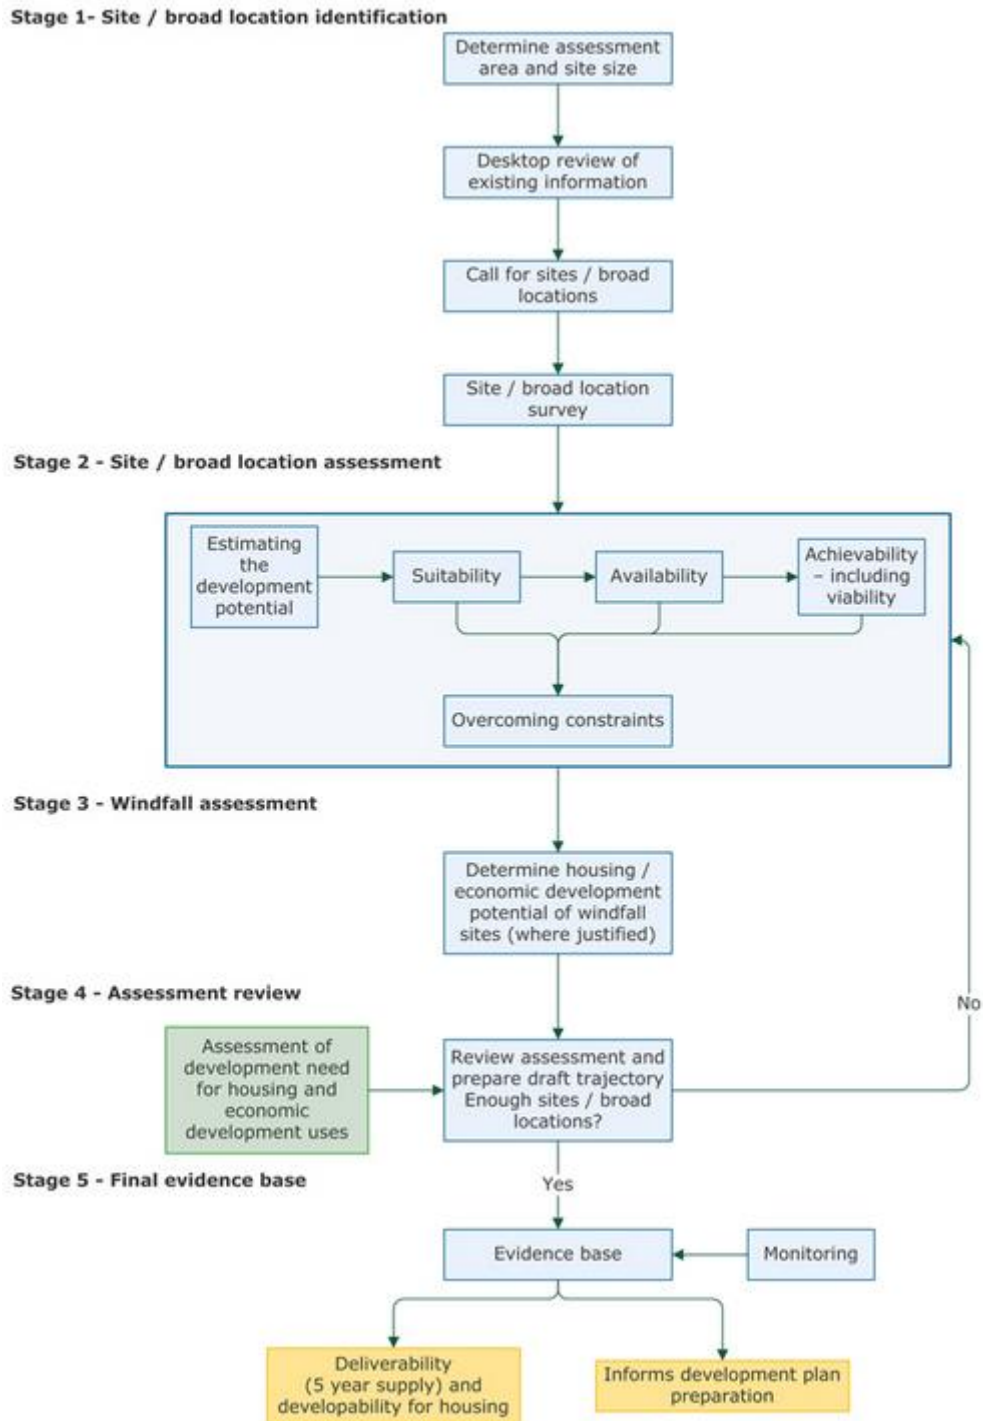 Stage 1- Site / broad location identification
Determine assessment
area and site size
Desktop review of
existing information
Call for sites / broad
locations
Site / broad location
survey
Stage 2 - Site / broad location assessment
Estimating
the
development
potential
Suitability
Availability
Achievability
– including
viability
Overcoming constraints
Stage 3 - Windfall assessment
Determine housing /
economic development
potential of windfall
sites (where justified)
Stage 4 - Assessment review
No
Assessment of
development need
for housing and
economic
development uses
Review assessment and
prepare draft trajectory
Enough sites / broad
locations?
Stage 5 - Final evidence base
Yes
Evidence base
Monitoring
Deliverability
(5 year supply) and
developability for housing
Informs development plan
preparation